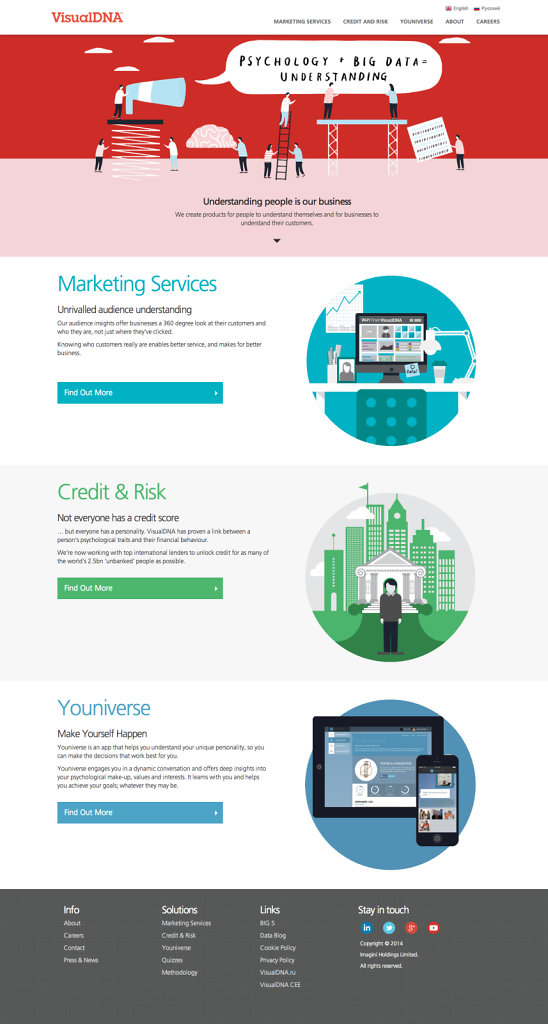 VisualDNA
English Русский
MARKETING SERVICES CREDIT AND RISK YOUNIVERSE ABOUT CAREERS
PSYCHOLOGY + BIG DATA =
UNDERSTANDING
Understanding people is our business
We create products for people to understand themselves and for businesses to
understand their customers.
Marketing Services
Unrivalled audience understanding
Our audience insights offer businesses a 360 degree look at their customers and
who they are, not just where they've clicked.
Knowing who customers really are enables better service, and makes for better
business.
Find Out More
WHY From VisualDNA
Credit & Risk
Not everyone has a credit score
... but everyone has a personality. VisualDNA has proven a link between a
person's psychological traits and their financial behaviour.
We're now working with top international lenders to unlock credit for as many of
the world's 2.5bn 'unbanked' people as possible.
Find Out More
Youniverse
Make Yourself Happen
Youniverse is an app that helps you understand your unique personality, so you
can make the decisions that work best for you.
Youniverse engages you in a dynamic conversation and offers deep insights into
your psychological make-up, values and interests. It learns with you and helps
you achieve your goals; whatever they may be.
Find Out More
Info
About
Careers
Contact
Press & News
Solutions
Marketing Services
Credit & Risk
Youniverse
Quizzes
Methodology
Links
BIG 5
Data Blog
Cookie Policy
Privacy Policy
VisualDNA.ru
VisualDNA CEE
Stay in touch
Copyright © 2014
Imagini Holdings Limited.
All rights reserved.